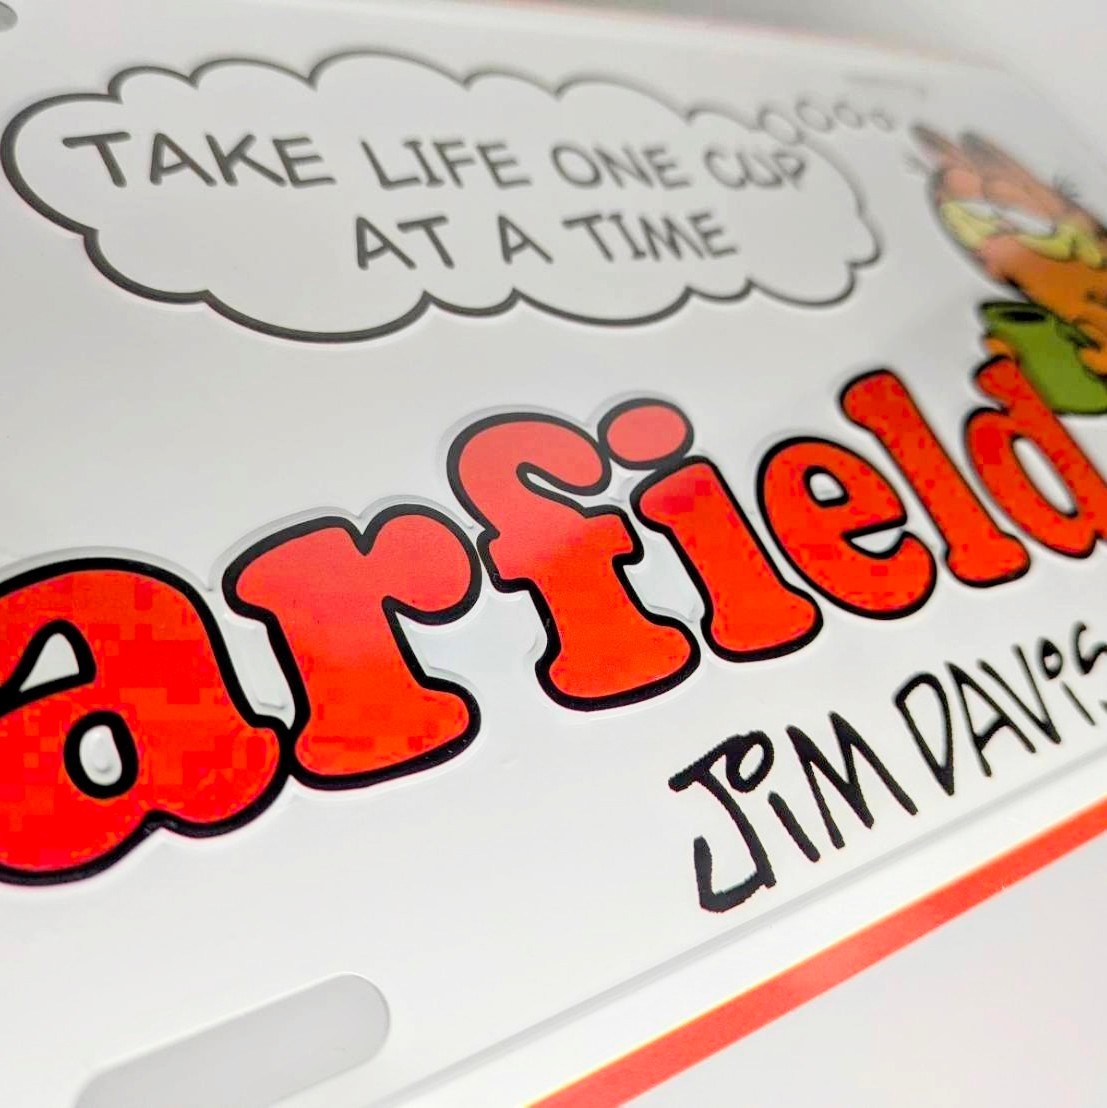 TAKE LIFE ONE CUP
AT A TIME
arfield
JIM DAVIS